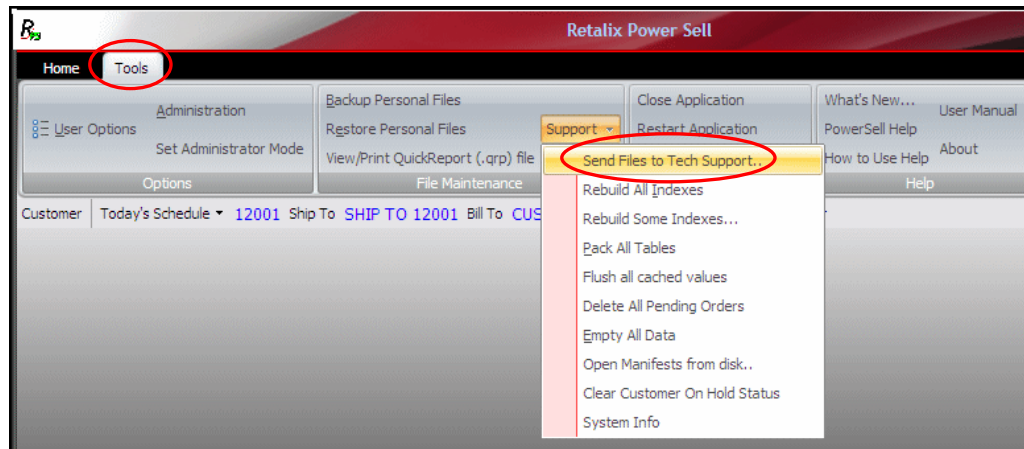 Retalix Power Sell
Home Tools
User Options
Administration
Set Administrator Mode
Options
Backup Personal Files
Restore Personal Files
View/Print QuickReport (.qrp) file
File Maintenance
Support
Close Application
Restart Application
What's New...
PowerSell Help
How to Use Help
User Manual
About
Help
Customer Today's Schedule 12001 Ship To SHIP TO 12001 Bill To CUS
Send Files to Tech Support..
Rebuild All Indexes
Rebuild Some Indexes...
Pack All Tables
Flush all cached values
Delete All Pending Orders
Empty All Data
Open Manifests from disk..
Clear Customer On Hold Status
System Info